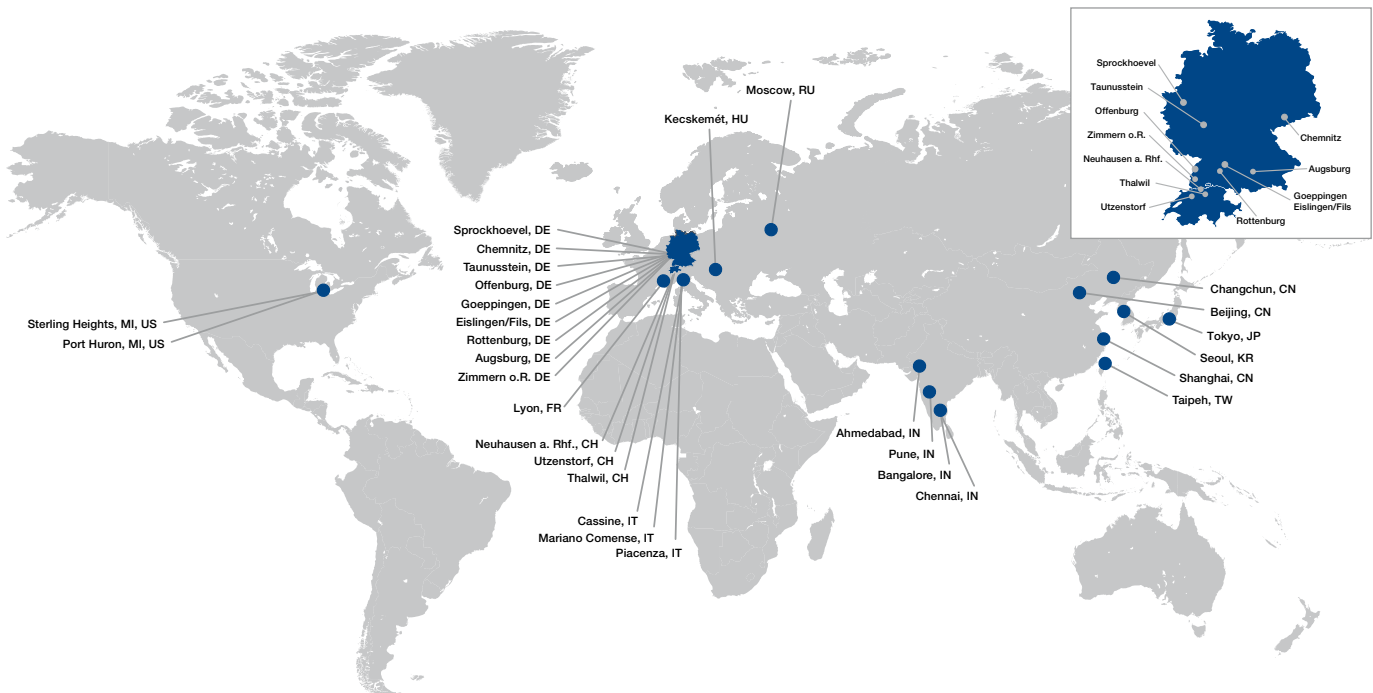 Moscow, RU
Kecskemét, HU
Sprockhoevel, DE
Chemnitz, DE
Taunusstein, DE
Offenburg, DE
Goeppingen, DE
Eislingen/Fils, DE
Rottenburg, DE
Augsburg, DE
Zimmern o.R. DE
Lyon, FR
Neuhausen a. Rhf., CH
Utzenstorf, CH
Thalwil, CH
Cassine, IT
Mariano Comense, IT
Piacenza, IT
Sterling Heights, MI, US
Port Huron, MI, US
Ahmedabad, IN
Pune, IN
Bangalore, IN
Chennai, IN
Changchun, CN
Beijing, CN
Tokyo, JP
Seoul, KR
Shanghai, CN
Taipeh, TW
Sprockhoevel
Taunusstein
Offenburg
Zimmern o.R.
Neuhausen a. Rhf.
Thalwil
Utzenstorf
Chemnitz
Augsburg
Goeppingen
Eislingen/Fils
Rottenburg